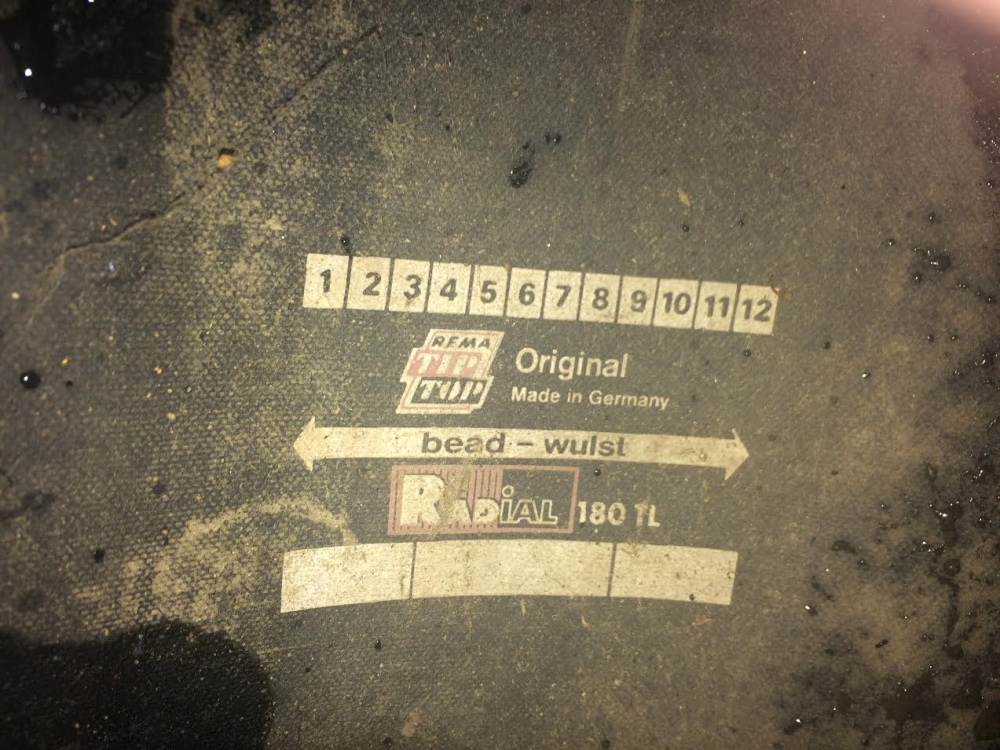 1 2 3 4 5 6 7 8 9 10 11 12
REMA
TIP
TOP
Original
Made in Germany
bead - wulst
RADiAL 180 TL